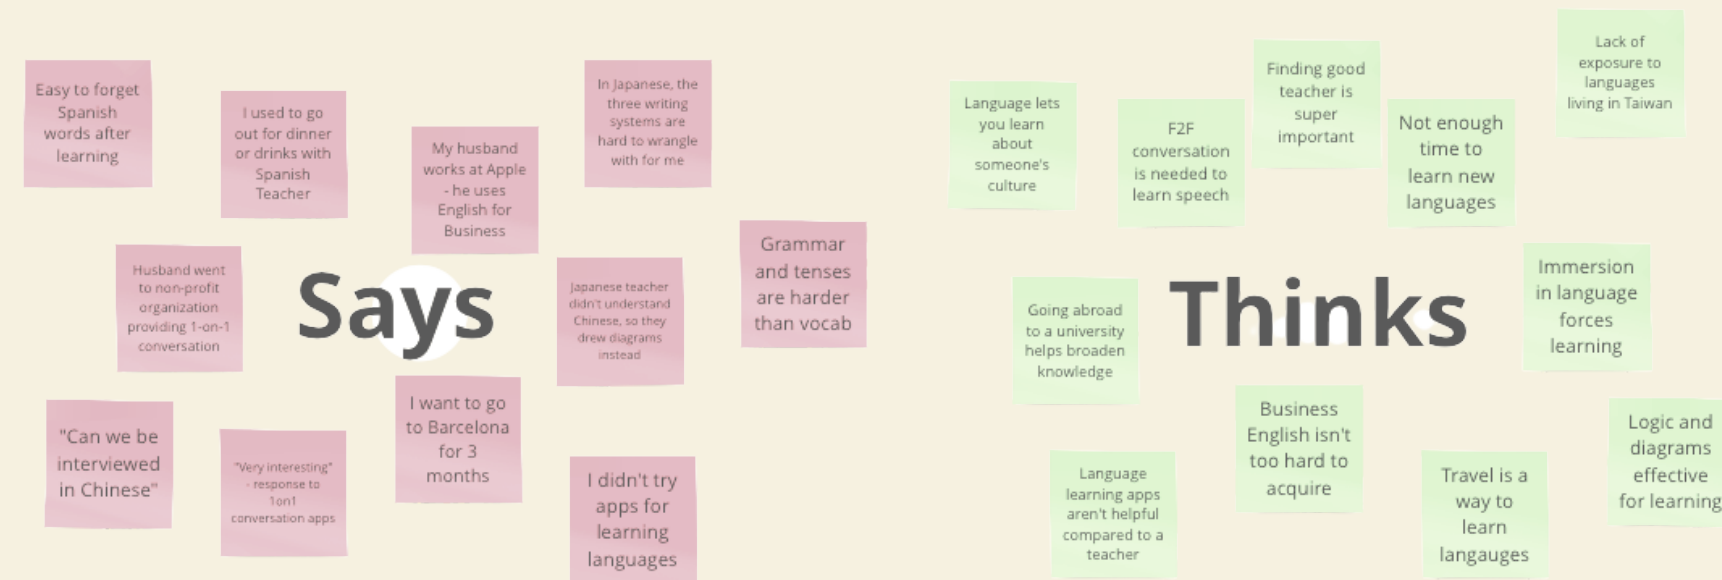 Easy to forget
Spanish
words after
learning
I used to go
out for dinner
or drinks with
Spanish
Teacher
My husband
works at Apple
- he uses
English for
Business
In Japanese, the
three writing
systems are
hard to wrangle
with for me
Grammar
and tenses
are harder
than vocab
Husband went
to non-profit
organization
providing 1-on-1
conversation
Says
Japanese teacher
didn't understand
Chinese, so they
drew diagrams
instead
"Can we be
interviewed
in Chinese"
"Very interesting"
- response to
1on1
conversation apps
I want to go
to Barcelona
for 3
months
I didn't try
apps for
learning
languages
Language lets
you learn
about
someone's
culture
F2F
conversation
is needed to
learn speech
Finding good
teacher is
super
important
Not enough
time to
learn new
languages
Lack of
exposure to
languages
living in Taiwan
Going abroad
to a university
helps broaden
knowledge
Thinks
Immersion
in language
forces
learning
Language
learning apps
aren't helpful
compared to a
teacher
Business
English isn't
too hard to
acquire
Travel is a
way to
learn
langauges
Logic and
diagrams
effective
for learning